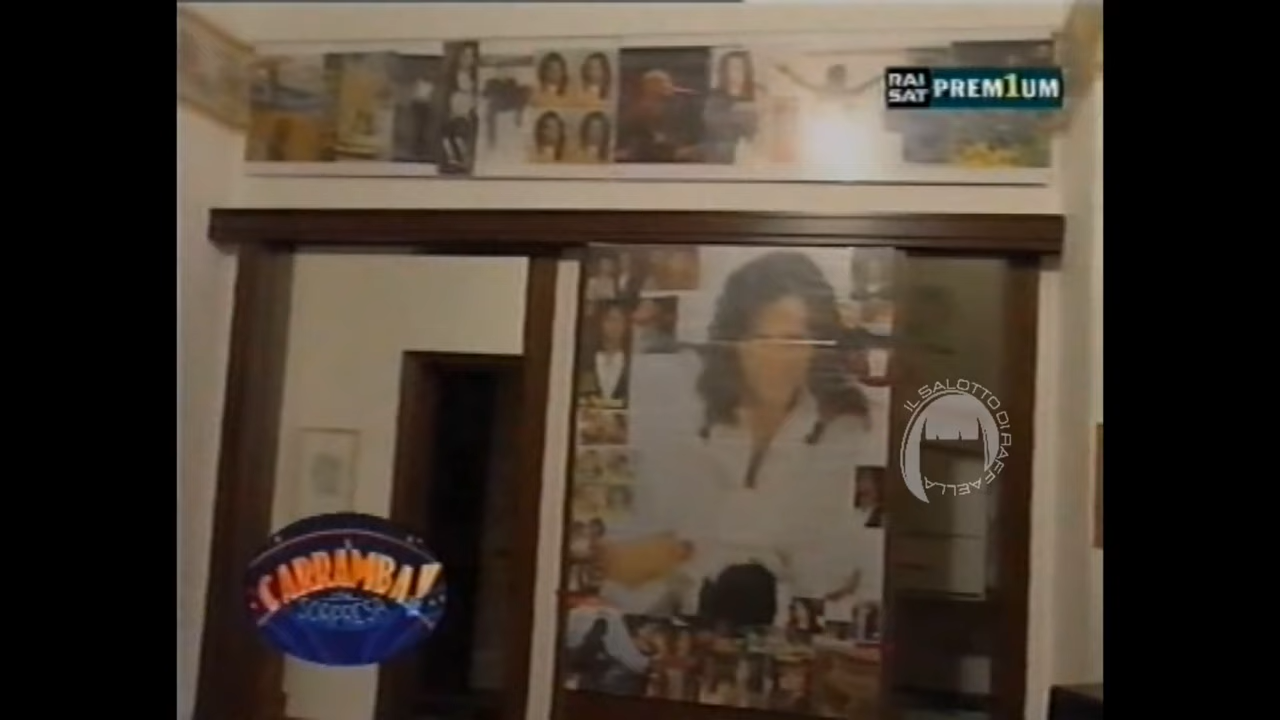 RAI
SAT PREM1UM
IL SALOTTO DI RAFFAELLA
CARRAMBA!
SORPRESA